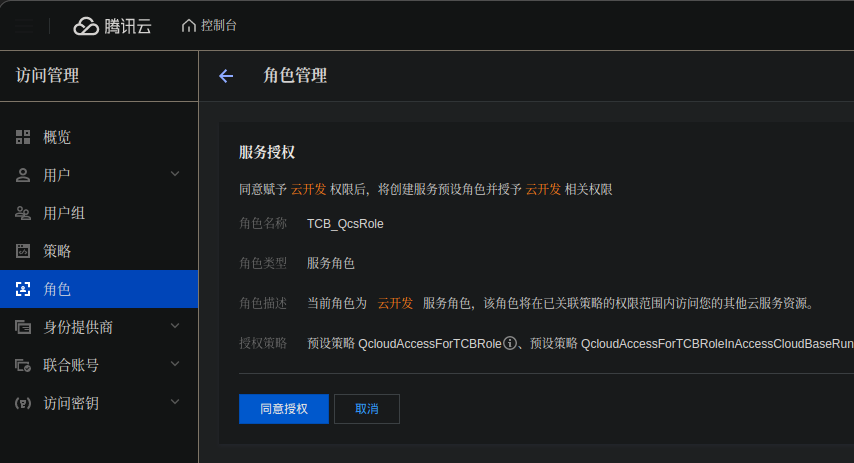 腾讯云 控制台
访问管理
角色管理
概览
用户
用户组
策略
角色
身份提供商
联合账号
访问密钥
服务授权
同意赋予 云开发 权限后，将创建服务预设角色并授予 云开发 相关权限
角色名称 TCB_QcsRole
角色类型 服务角色
角色描述 当前角色为 云开发 服务角色，该角色将在已关联策略的权限范围内访问您的其他云服务资源。
授权策略 预设策略 QcloudAccessForTCBRole、预设策略 QcloudAccessForTCBRoleInAccessCloudBaseRun
同意授权 取消